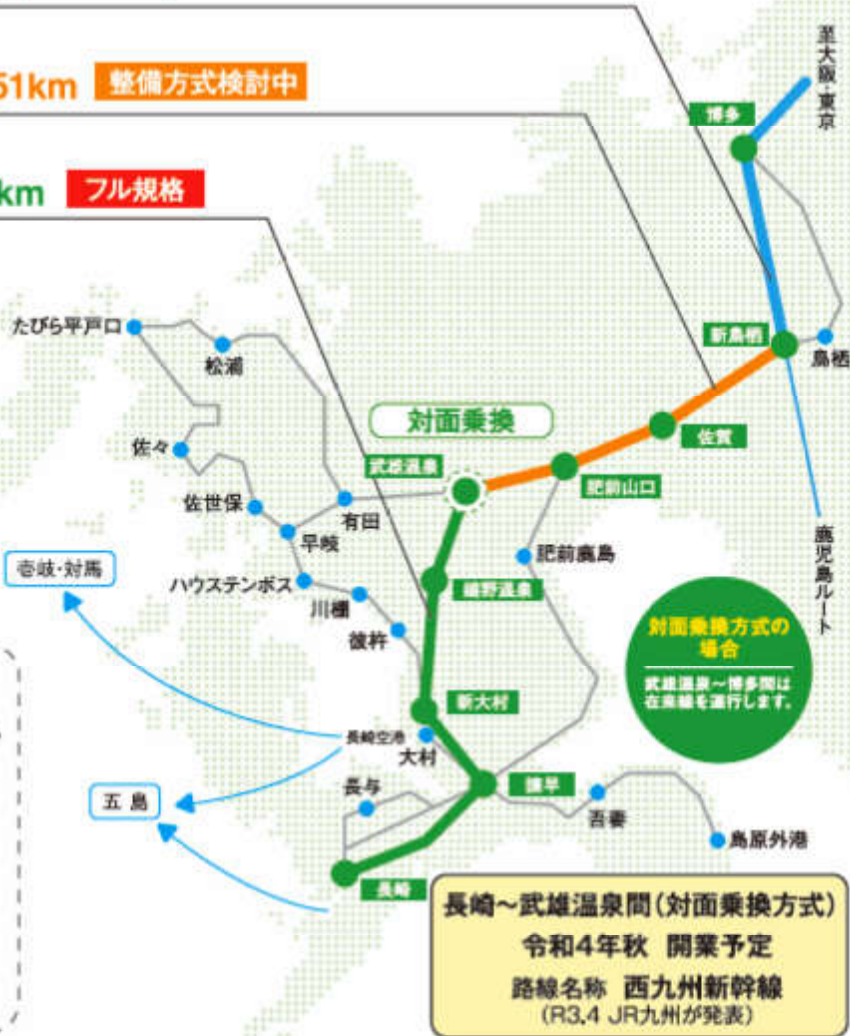 至大阪・東京
51km 整備方式検討中
博多
km フル規格
たびら平戸口
松浦
新鳥栖
鳥栖
対面乗換
佐賀
佐々
武雄温泉
肥前山口
佐世保
有田
早岐
鹿児島ルート
肥前鹿島
壱岐・対馬
ハウステンボス
嬉野温泉
川棚
彼杵
対面乗換方式の
場合
武雄温泉～博多間は
在来線を運行します。
新大村
長崎空港
大村
長与
諫早
五島
吾妻
島原外港
長崎
長崎～武雄温泉間(対面乗換方式)
令和4年秋 開業予定
路線名称 西九州新幹線
(R3.4 JR九州が発表)